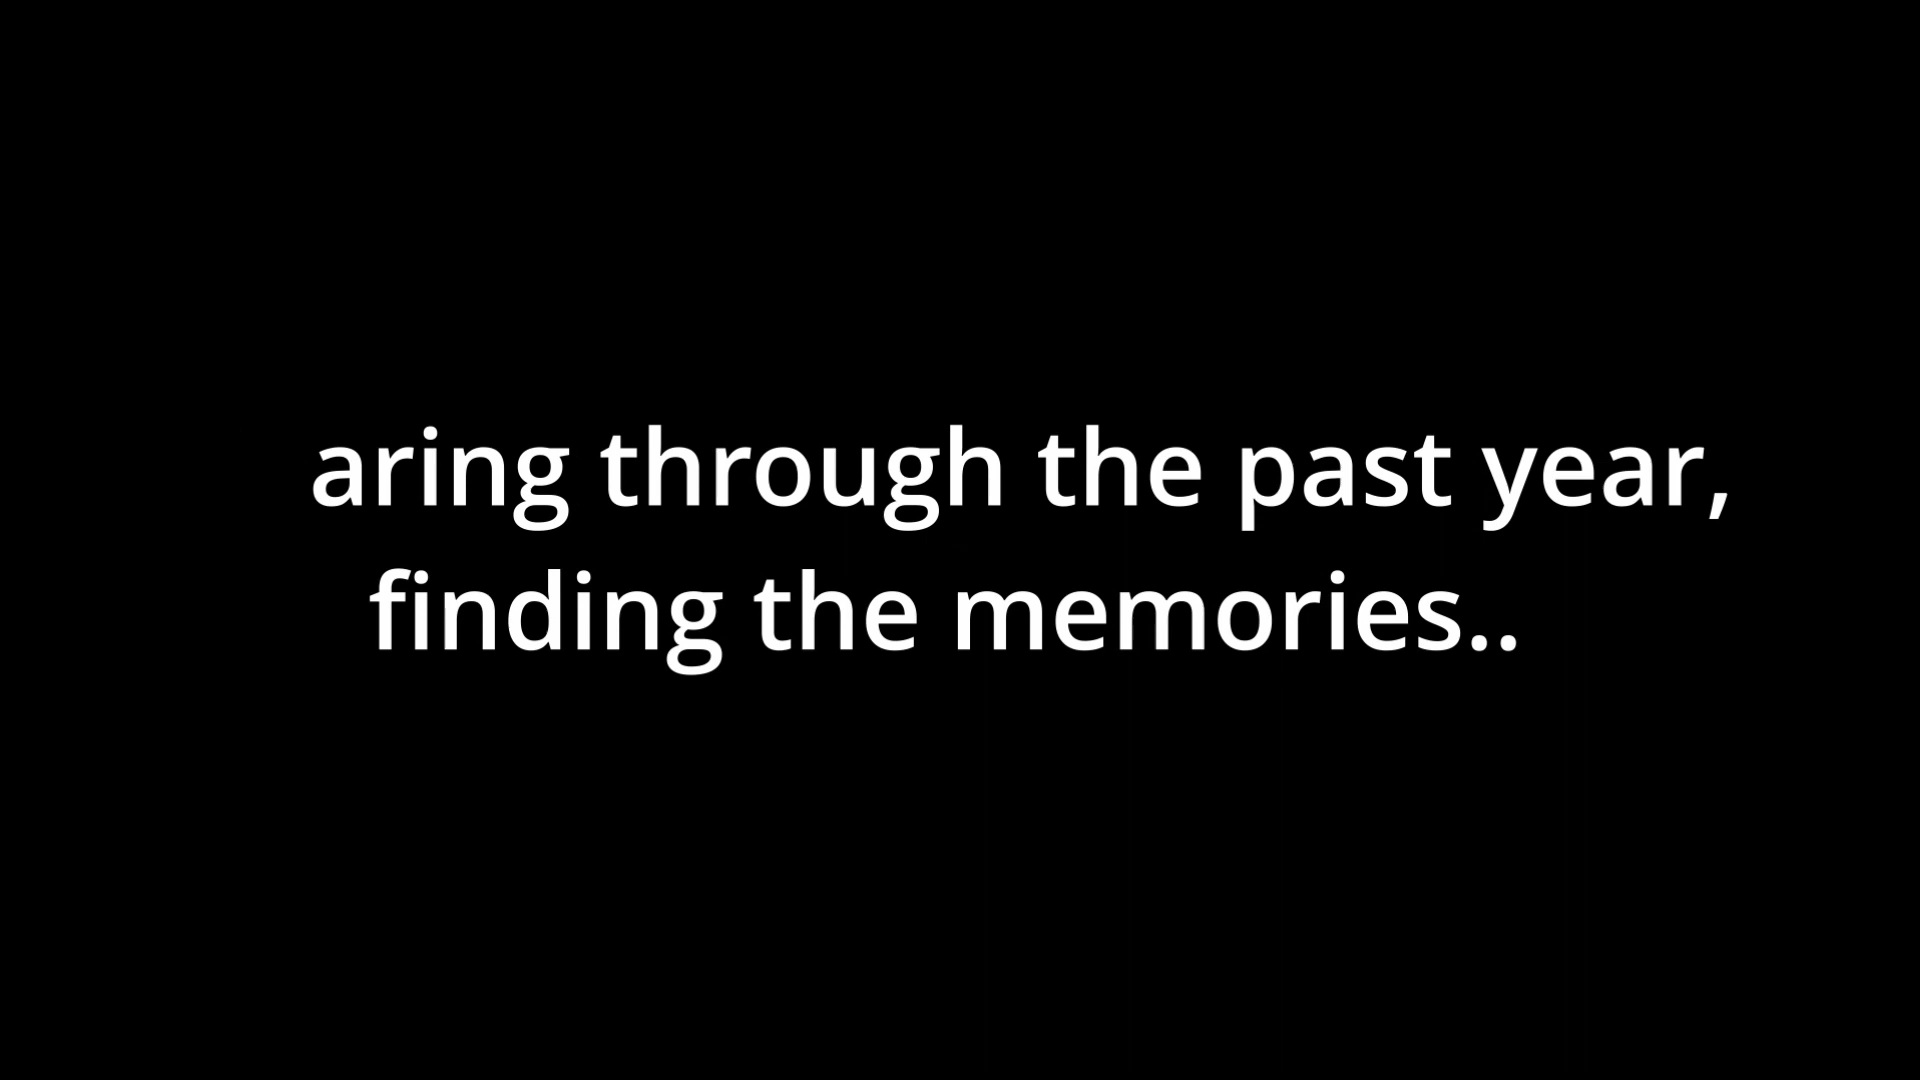 aring through the past year,
finding the memories..